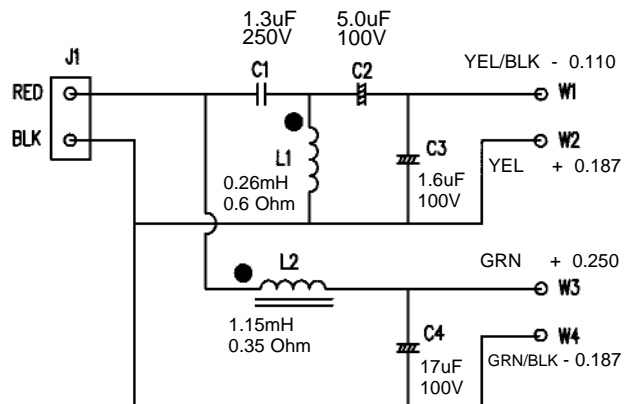 1.3uF
250V
5.0uF
100V
J1
C1
C2
YEL/BLK - 0.110
RED
W1
BLK
W2
L1
C3
YEL + 0.187
0.26mH
0.6 Ohm
1.6uF
100V
L2
GRN + 0.250
W3
1.15mH
0.35 Ohm
C4
W4
17uF
100V
GRN/BLK - 0.187